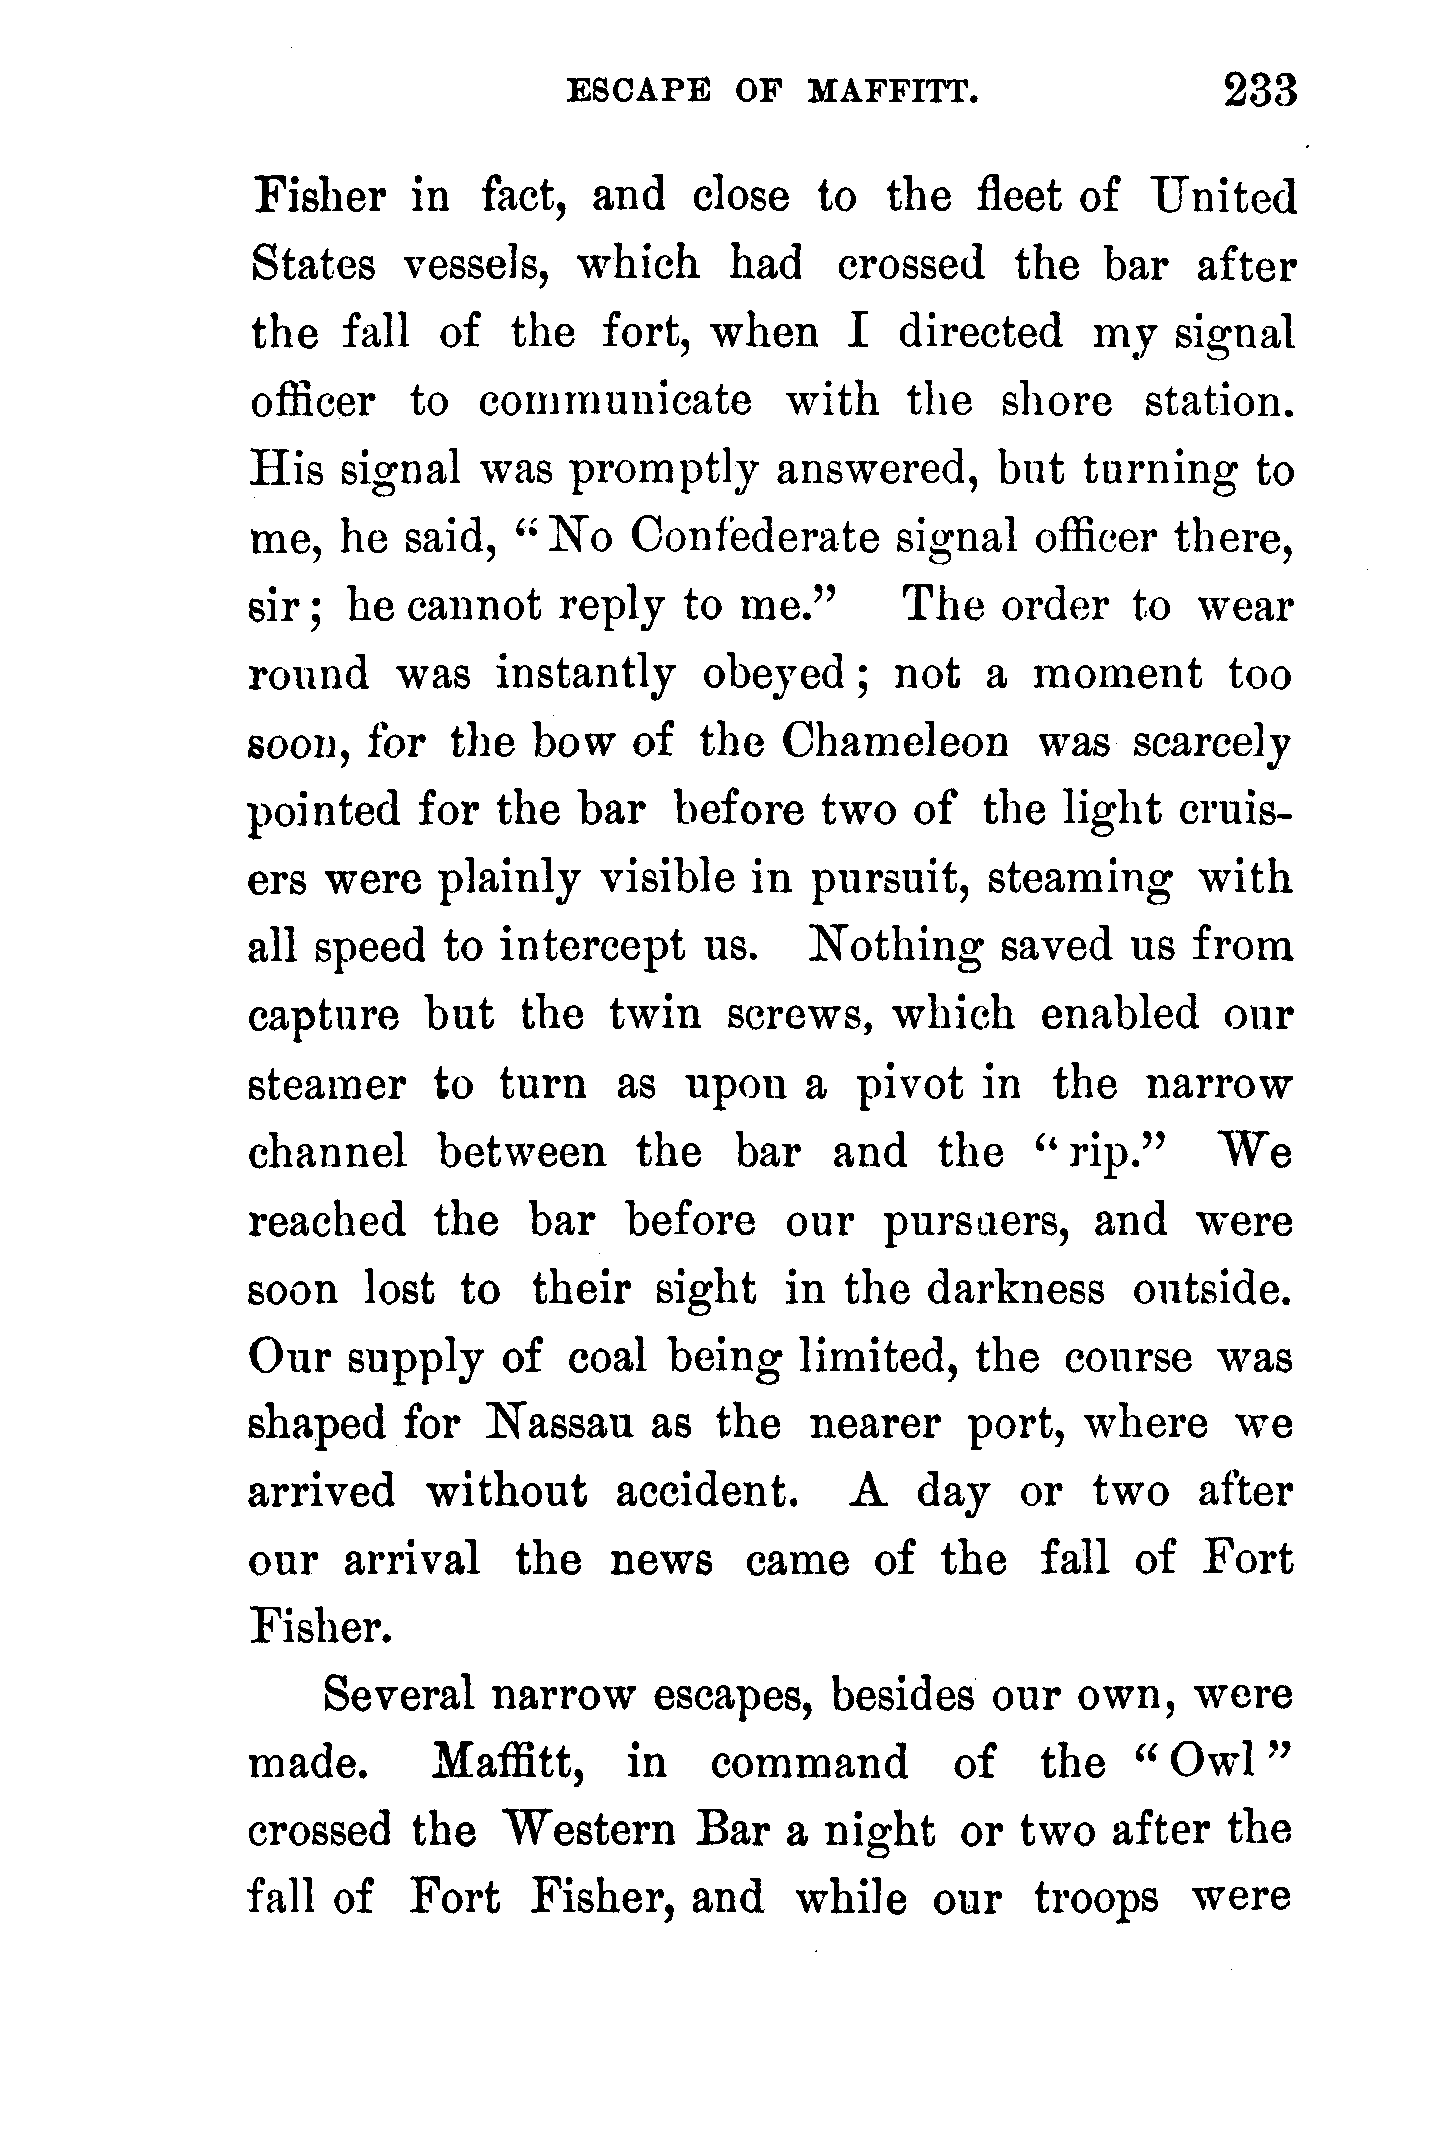 ESCAPE OF MAFFITT. 233
Fisher in fact, and close to the fleet of United
States vessels, which had crossed the bar after
the fall of the fort, when I directed my signal
officer to communicate with the shore station.
His signal was promptly answered, but turning to
me, he said, “No Confederate signal officer there,
sir; he cannot reply to me.” The order to wear
round was instantly obeyed; not a moment too
soon, for the bow of the Chameleon was scarcely
pointed for the bar before two of the light cruis-
ers were plainly visible in pursuit, steaming with
all speed to intercept us. Nothing saved us from
capture but the twin screws, which enabled our
steamer to turn as upon a pivot in the narrow
channel between the bar and the “rip.” We
reached the bar before our pursuers, and were
soon lost to their sight in the darkness outside.
Our supply of coal being limited, the course was
shaped for Nassau as the nearer port, where we
arrived without accident. A day or two after
our arrival the news came of the fall of Fort
Fisher.
Several narrow escapes, besides our own, were
made. Maffitt, in command of the “Owl”
crossed the Western Bar a night or two after the
fall of Fort Fisher, and while our troops were